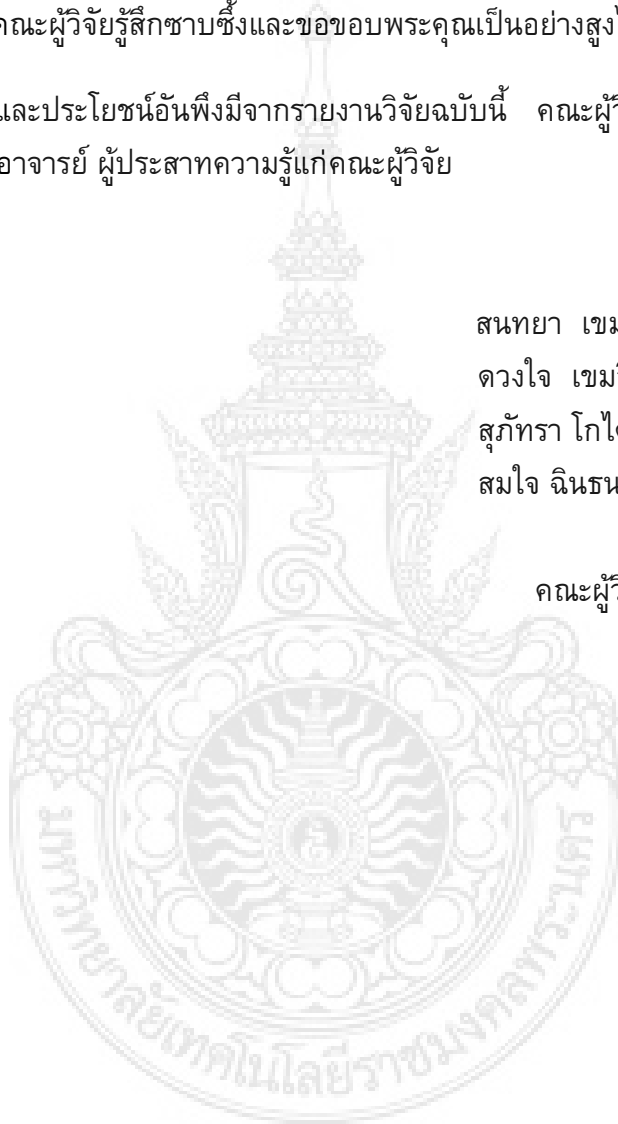 คณะผู้วิจัยรู้สึกซาบซึ้งและขอขอบพระคุณเป็นอย่างสูง
และประโยชน์อันพึงมีจากรายงานวิจัยฉบับนี้ คณะผู้
อาจารย์ ผู้ประสาทความรู้แก่คณะผู้วิจัย
สนทยา เขม
ดวงใจ เขม
สุภัทรา
สมใจ ฉินธน
คณะผู้วิ
มหาวิทยาลัยเทคโนโลยีราชมงคลพระนคร